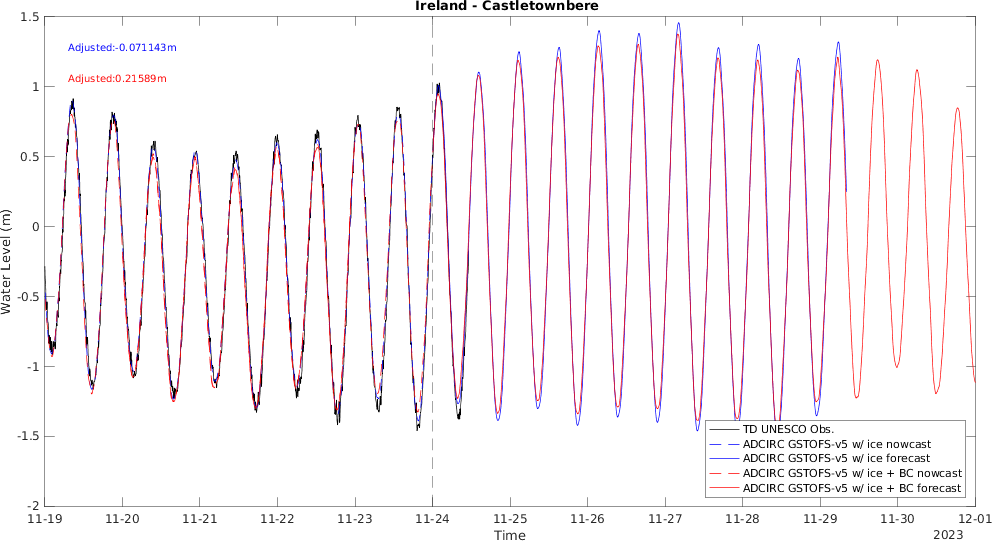 Ireland - Castletownbere
Adjusted:-0.071143m
Adjusted:0.21589m
1.5
1
0.5
0
-0.5
-1
-1.5
-2
Water Level (m)
TD UNESCO Obs.
ADCIRC GSTOFS-v5 w/ ice nowcast
ADCIRC GSTOFS-v5 w/ ice forecast
ADCIRC GSTOFS-v5 w/ ice + BC nowcast
ADCIRC GSTOFS-v5 w/ ice + BC forecast
11-19 11-20 11-21 11-22 11-23 11-24 11-25 11-26 11-27 11-28 11-29 11-30 12-01
Time
2023